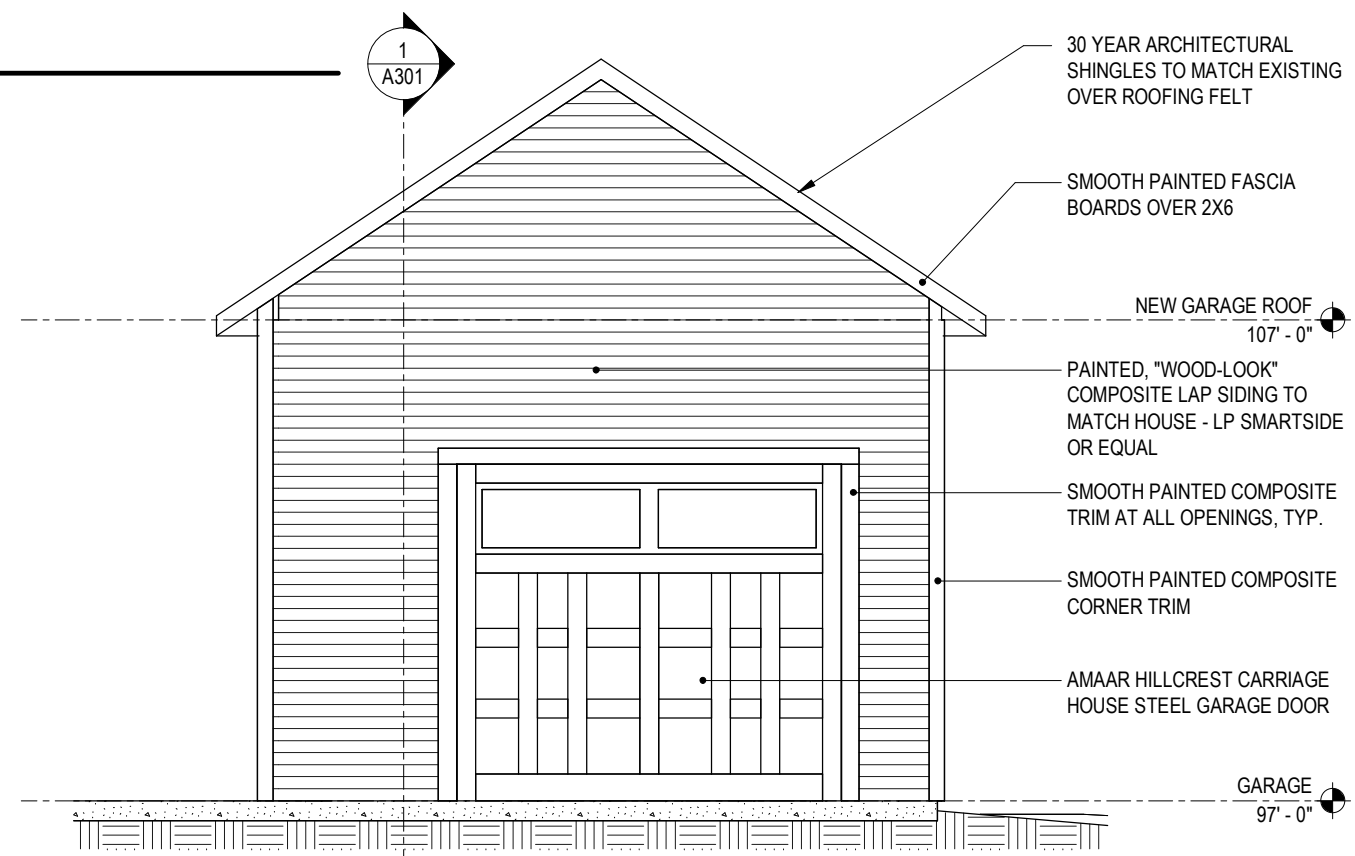 1
A301
30 YEAR ARCHITECTURAL
SHINGLES TO MATCH EXISTING
OVER ROOFING FELT
SMOOTH PAINTED FASCIA
BOARDS OVER 2X6
NEW GARAGE ROOF
107' - 0"
PAINTED, "WOOD-LOOK"
COMPOSITE LAP SIDING TO
MATCH HOUSE - LP SMARTSIDE
OR EQUAL
SMOOTH PAINTED COMPOSITE
TRIM AT ALL OPENINGS, TYP.
SMOOTH PAINTED COMPOSITE
CORNER TRIM
AMAAR HILLCREST CARRIAGE
HOUSE STEEL GARAGE DOOR
GARAGE
97' - 0"